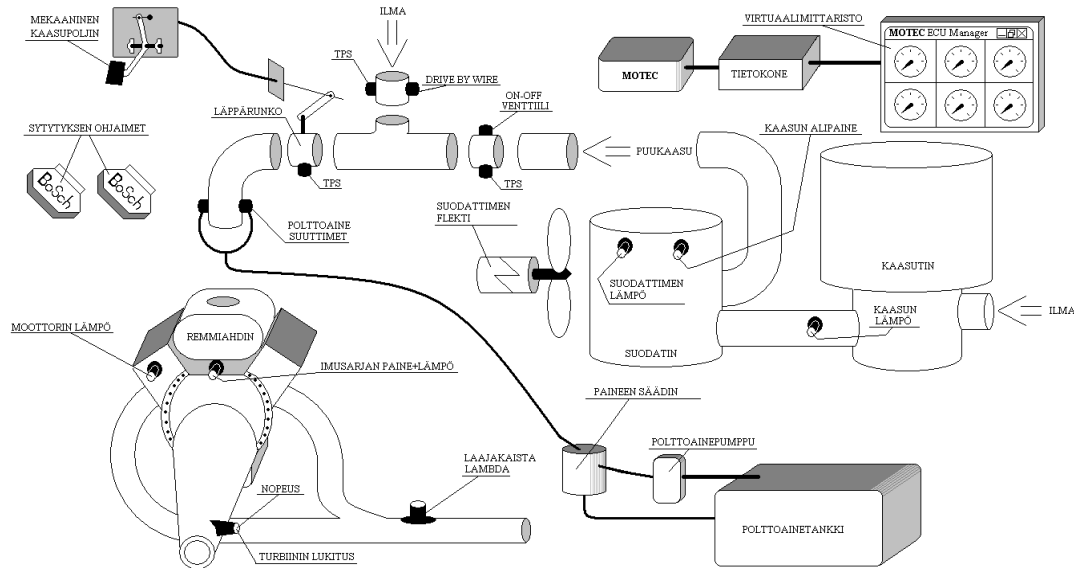 MEKAANINEN
KAASUPOLJIN
ILMA
VIRTUAALIMITTARISTO
MOTEC ECU Manager
TPS
DRIVE BY WIRE
MOTEC
TIETOKONE
LÄPPÄRUNKO
ON-OFF
VENTTIILI
KAASUN ALIPAINE
SYTYTYKSEN OHJAIMET
PUUKAASU
TPS
TPS
BoSch
BoSch
POLTTOAINE
SUUTTIMET
SUODATTIMEN
FLEKTI
SUODATTIMEN
LÄMPÖ
KAASUTIN
KAASUN
LÄMPÖ
ILMA
MOOTTORIN LÄMPÖ
REMMIAHDIN
SUODATIN
IMUSARJAN PAINE+LÄMPÖ
PAINEEN SÄÄDIN
POLTTOAINEPUMPPU
LAAJAKAISTA
LAMBDA
NOPEUS
POLTTOAINETANKKI
TURBIININ LUKITUS